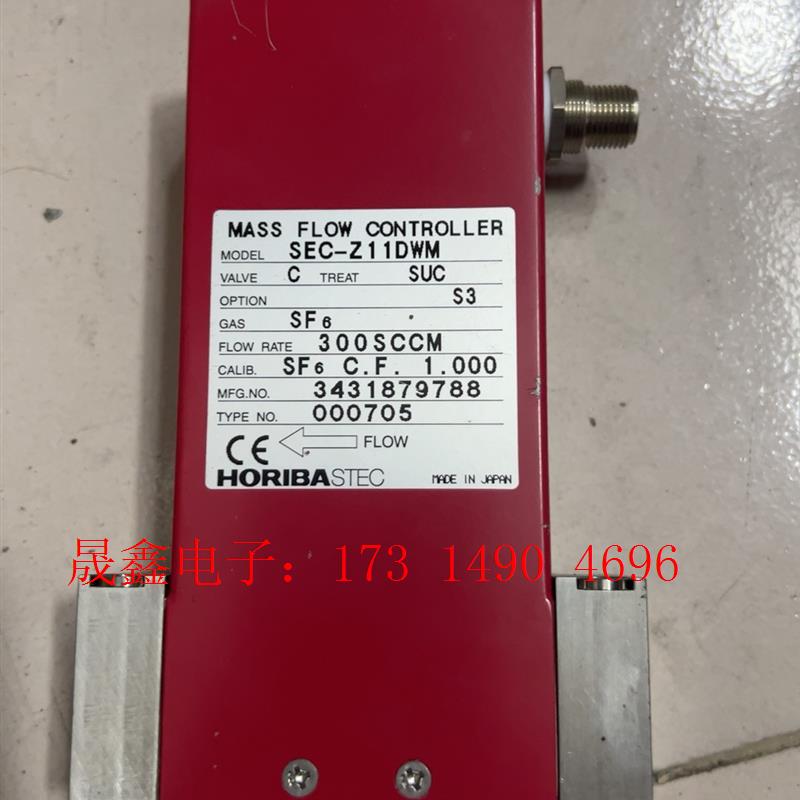 MASS FLOW CONTROLLER
MODEL SEC-Z11DWM
VALVE C TREAT SUC
OPTION S3
GAS SF6
FLOW RATE 300SCCM
CALIB. SF6 C.F. 1.000
MFG.NO. 3431879788
TYPE NO. 000705
CE FLOW
HORIBASTEC MADE IN JAPAN
晟鑫电子：173 1490 4696